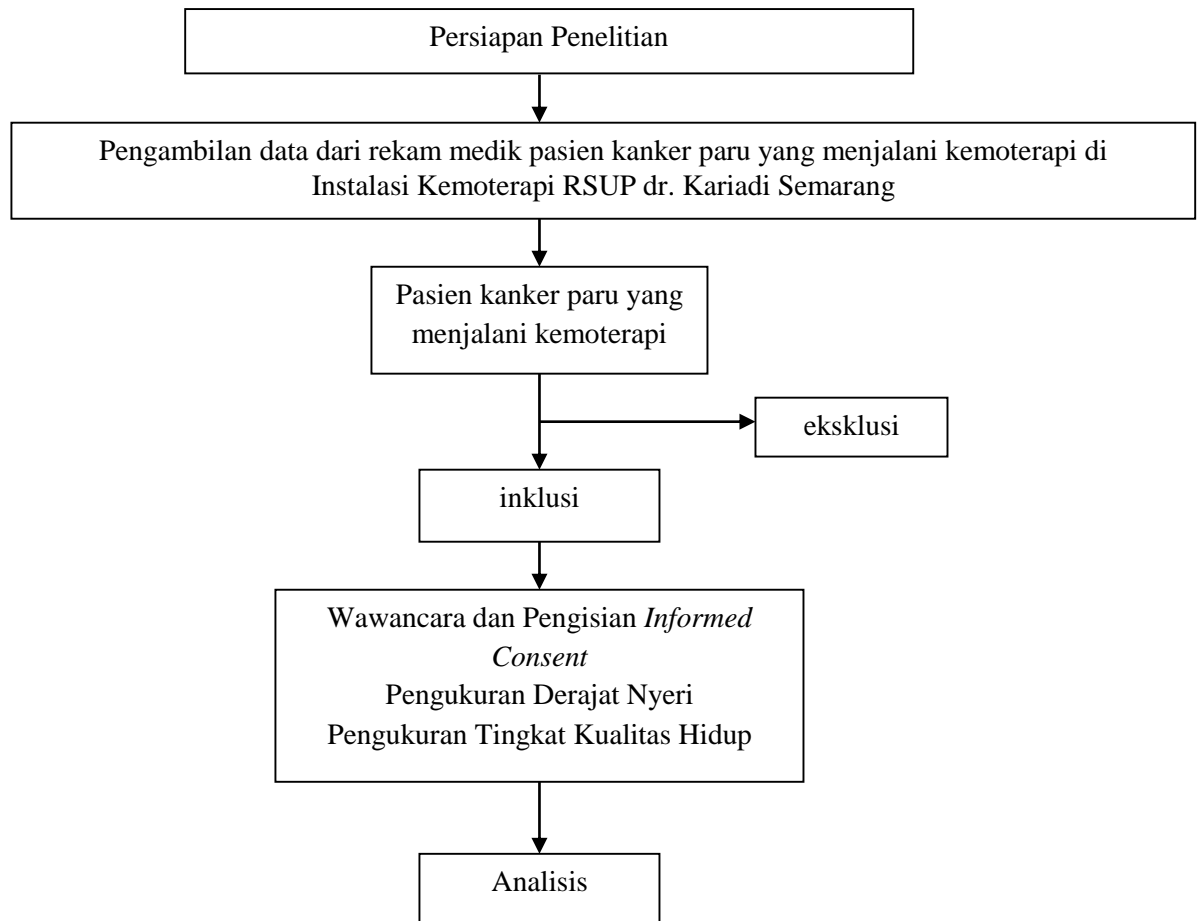 Persiapan Penelitian
Pengambilan data dari rekam medik pasien kanker paru yang menjalani kemoterapi di
Instalasi Kemoterapi RSUP dr. Kariadi Semarang
Pasien kanker paru yang
menjalani kemoterapi
eksklusi
inklusi
Wawancara dan Pengisian Informed
Consent
Pengukuran Derajat Nyeri
Pengukuran Tingkat Kualitas Hidup
Analisis